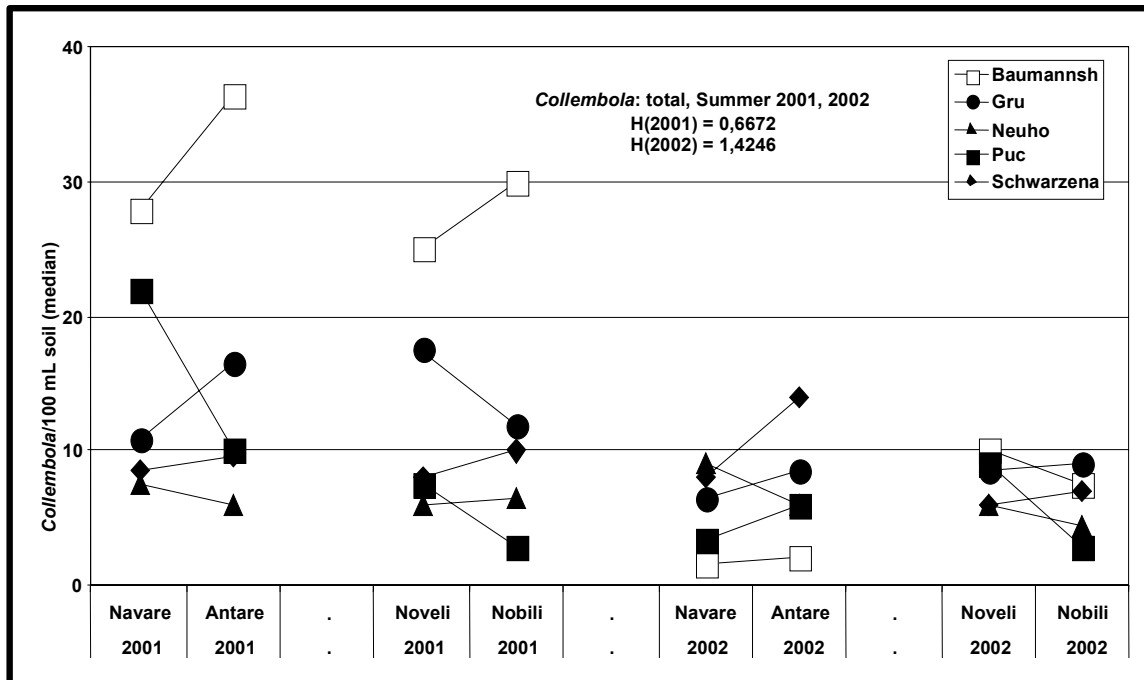 40
30
20
10
0
Collembola/100 mL soil (median)
Collembola: total, Summer 2001, 2002
H(2001) = 0,6672
H(2002) = 1,4246
Baumannsh
Gru
Neuho
Puc
Schwarzena
Navare Antare . Noveli Nobili . Navare Antare . Noveli Nobili
2001 2001 . 2001 2001 . 2002 2002 . 2002 2002